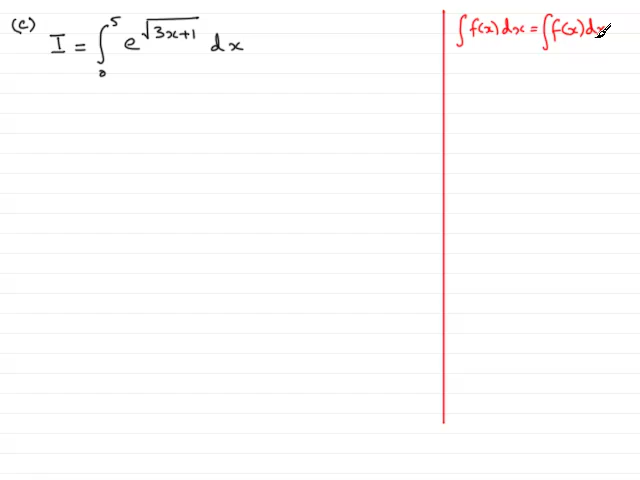 (c) I = ∫₀⁵ e^√(3x+1) dx
∫ f(x) dx = ∫ f(x) dx